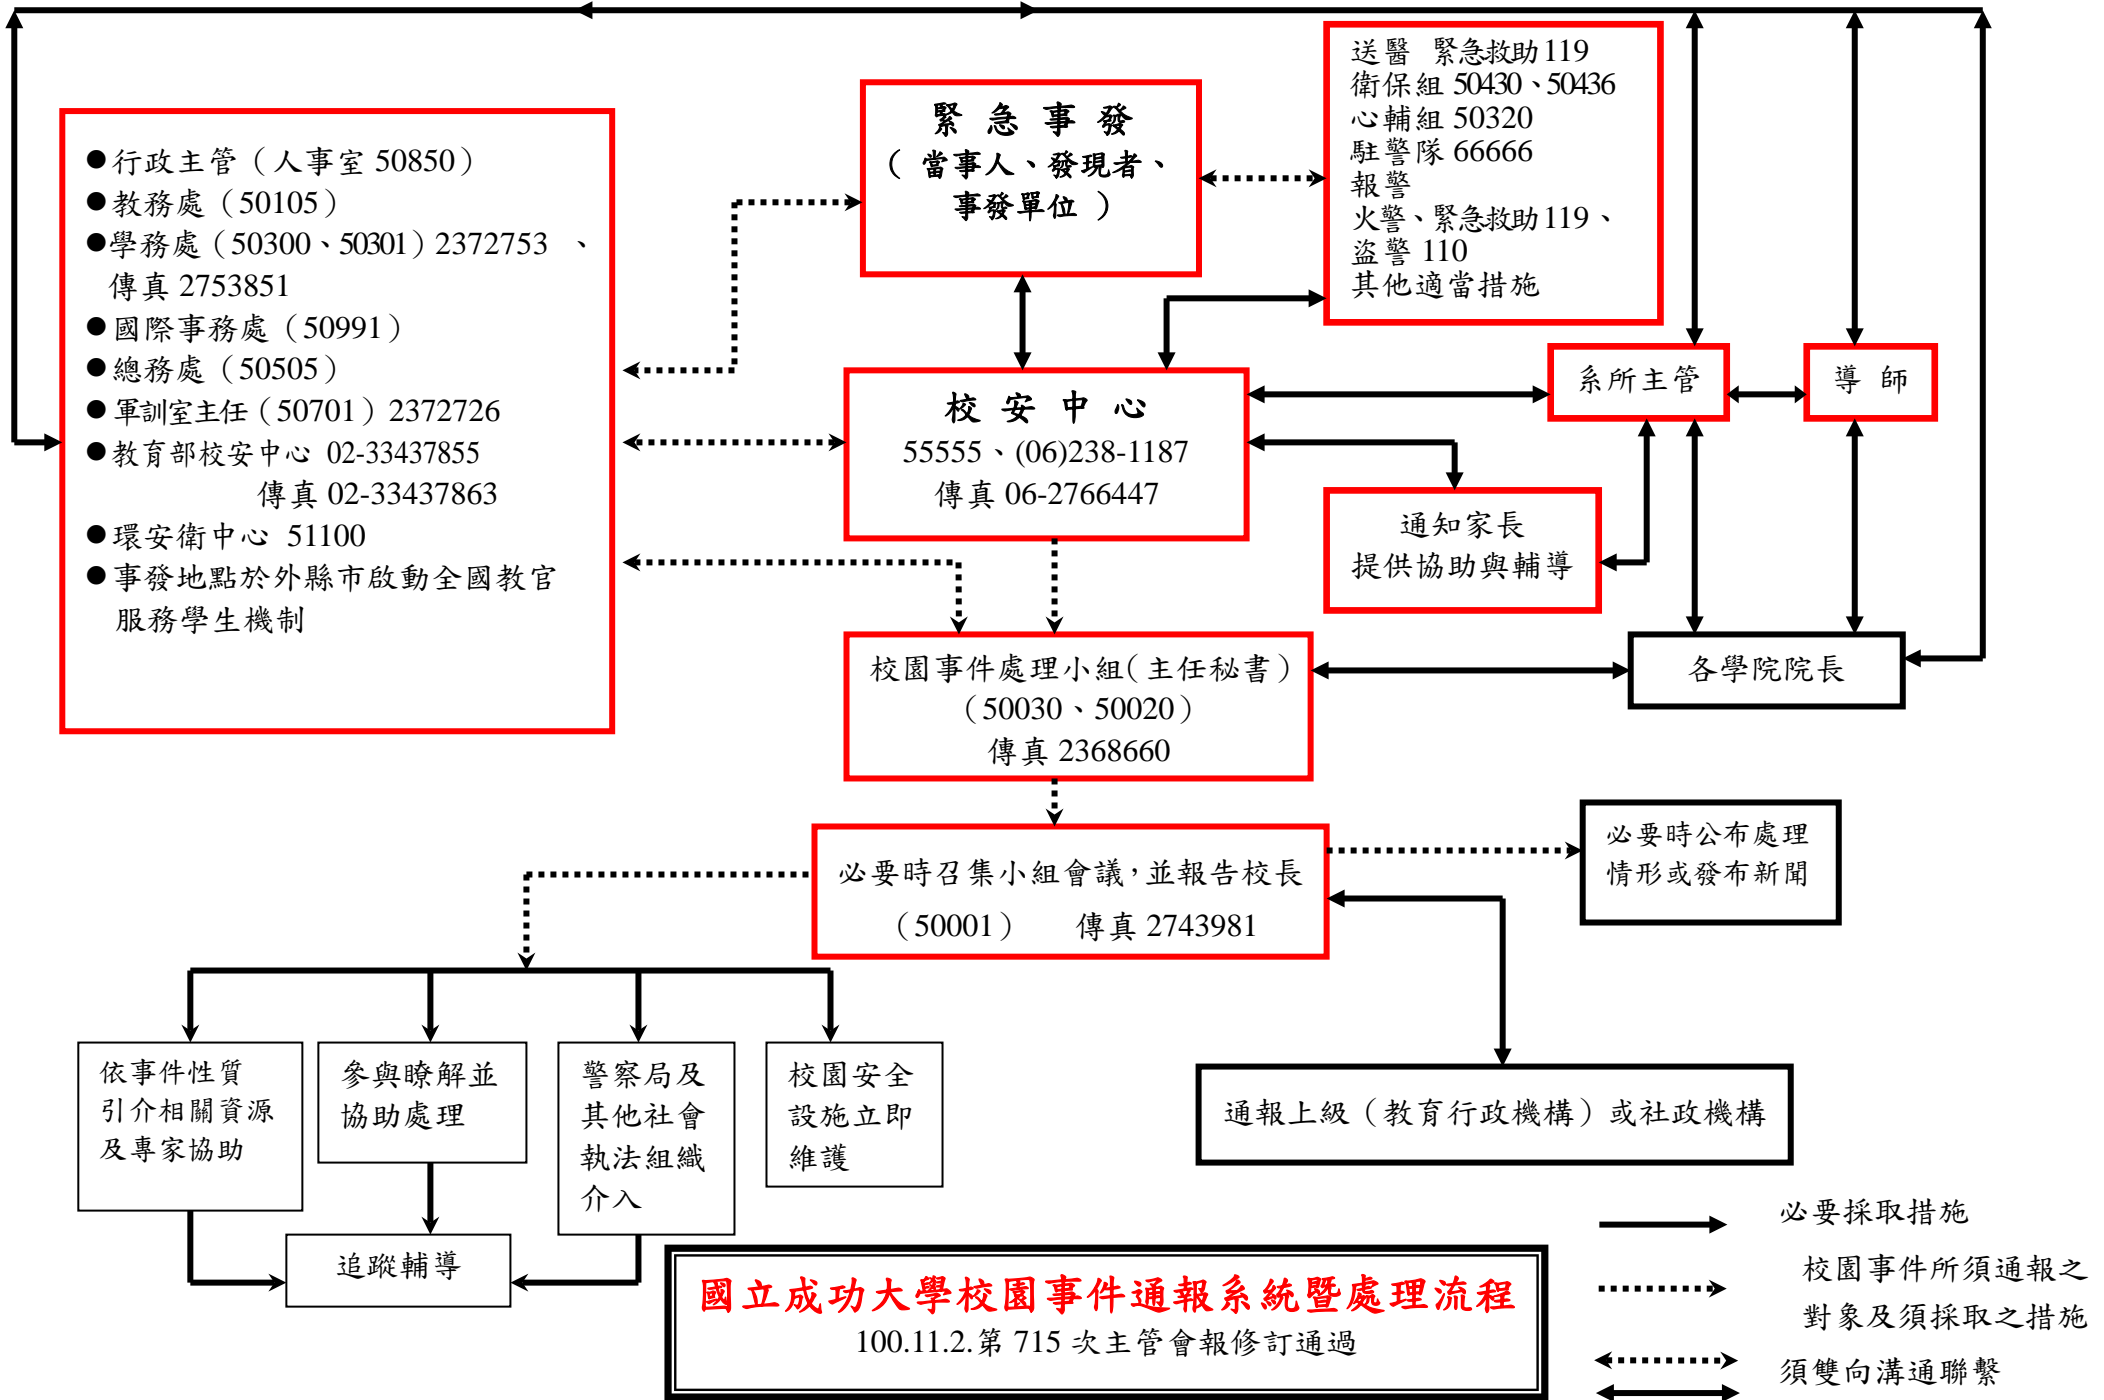 緊 急 事 發
（ 當事人、發現者、
事發單位 ）
送醫 緊急救助 119
衛保組 50430、50436
心輔組 50320
駐警隊 66666
報警
火警、緊急救助 119、
盜警 110
其他適當措施
●行政主管（人事室 50850）
●教務處（50105）
●學務處（50300、50301）2372753 、
傳真 2753851
●國際事務處（50991）
●總務處（50505）
●軍訓室主任（50701）2372726
●教育部校安中心 02-33437855
傳真 02-33437863
●環安衛中心 51100
●事發地點於外縣市啟動全國教官
服務學生機制
校 安 中 心
55555、(06)238-1187
傳真 06-2766447
系所主管
導 師
通知家長
提供協助與輔導
校園事件處理小組（主任秘書）
（50030、50020）
傳真 2368660
各學院院長
必要時召集小組會議，並報告校長
（50001） 傳真 2743981
必要時公布處理
情形或發布新聞
依事件性質
引介相關資源
及專家協助
參與瞭解並
協助處理
警察局及
其他社會
執法組織
介入
校園安全
設施立即
維護
通報上級（教育行政機構）或社政機構
追蹤輔導
國立成功大學校園事件通報系統暨處理流程
100.11.2.第 715 次主管會報修訂通過
必要採取措施
校園事件所須通報之
對象及須採取之措施
須雙向溝通聯繫